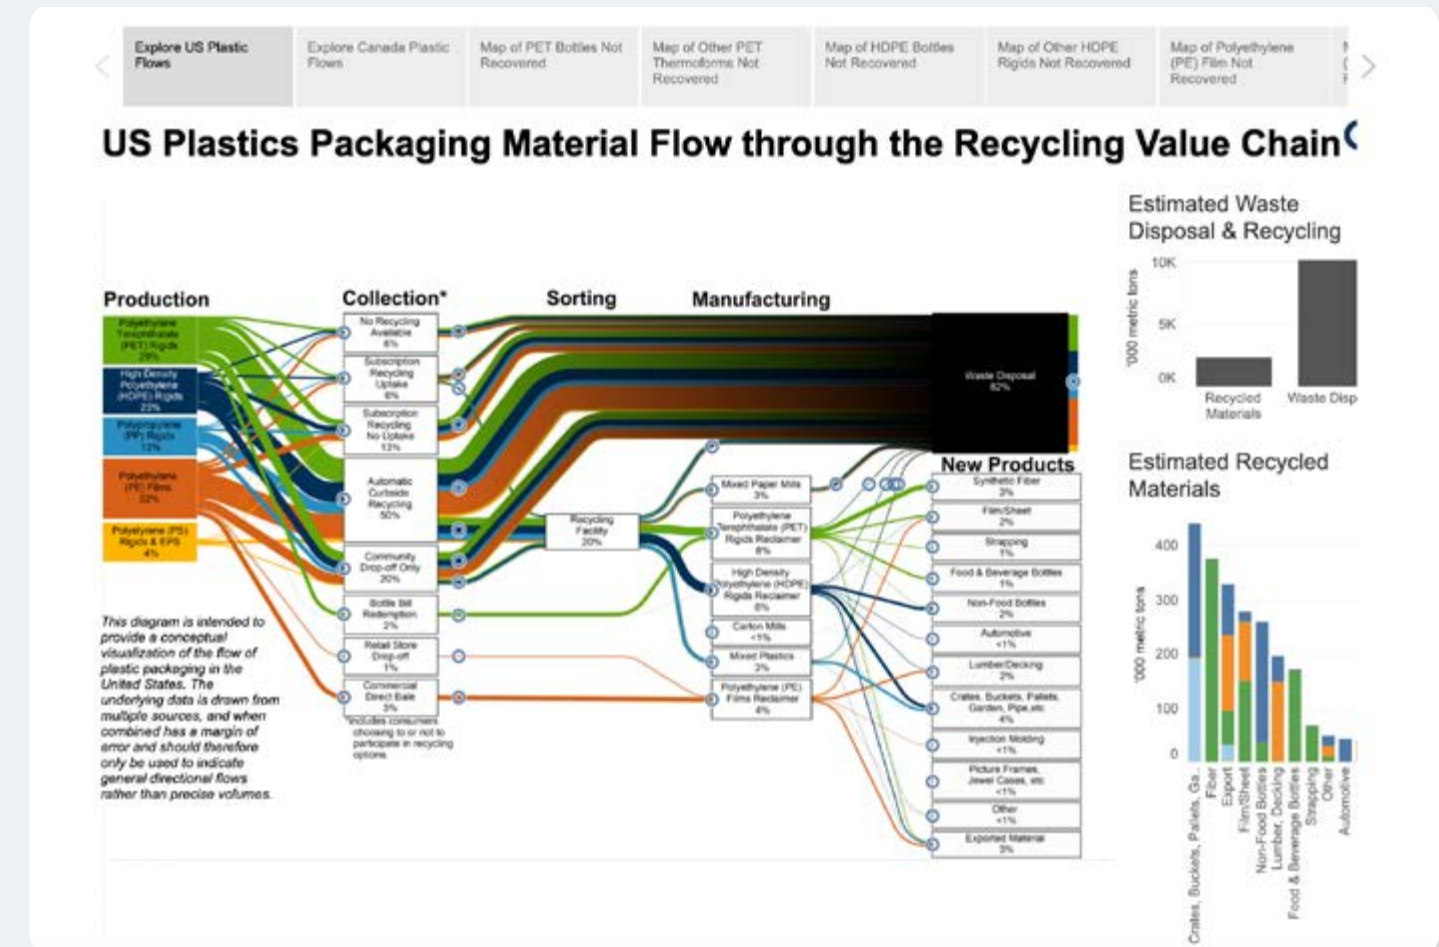 Explore US Plastic
Flows
Explore Canada Plastic
Flows
Map of PET Bottles Not
Recovered
Map of Other PET
Thermoforms Not
Recovered
Map of HDPE Bottles
Not Recovered
Map of Other HDPE
Rigids Not Recovered
Map of Polyethylene
(PE) Film Not
Recovered
US Plastics Packaging Material Flow through the Recycling Value Chain
Production
Polyethylene
Terephthalate
(PET) Rigids
29%
High Density
Polyethylene
(HDPE) Rigids
23%
Polypropylene
(PP) Rigids
12%
Polyethylene
(PE) Films
32%
Polystyrene (PS)
Rigids & EPS
4%
This diagram is intended to
provide a conceptual
visualization of the flow of
plastic packaging in the
United States. The
underlying data is drawn from
multiple sources, and when
combined has a margin of
error and should therefore
only be used to indicate
general directional flows
rather than precise volumes.
Collection*
No Recycling
Available
6%
Subscription
Recycling
Uptake
6%
Subscription
Recycling
No Uptake
13%
Automatic
Curbside
Recycling
50%
Community
Drop-off Only
20%
Bottle Bill
Redemption
2%
Retail Store
Drop-off
1%
Commercial
Direct Bale
3%
*Includes consumers
choosing to or not to
participate in recycling
options.
Sorting
Recycling
Facility
20%
Manufacturing
Mixed Paper Mills
3%
Polyethylene
Terephthalate (PET)
Rigids Reclaimer
8%
High Density
Polyethylene (HDPE)
Rigids Reclaimer
6%
Carton Mills
<1%
Mixed Plastics
3%
Polyethylene (PE)
Films Reclaimer
4%
Waste Disposal
82%
New Products
Synthetic Fiber
3%
Film/Sheet
2%
Strapping
1%
Food & Beverage Bottles
1%
Non-Food Bottles
2%
Automotive
<1%
Lumber/Decking
2%
Crates, Buckets, Pallets,
Garden, Pipe,etc
4%
Injection Molding
<1%
Picture Frames,
Jewel Cases, etc
<1%
Other
<1%
Exported Material
3%
Estimated Waste
Disposal & Recycling
'000 metric tons
10K
5K
0K
Recycled
Materials
Waste Disp
Estimated Recycled
Materials
'000 metric tons
400
300
200
100
0
Crates, Buckets, Pallets, Ga..
Fiber
Export
Film/Sheet
Non-Food Bottles
Lumber, Decking
Food & Beverage Bottles
Strapping
Other
Automotive